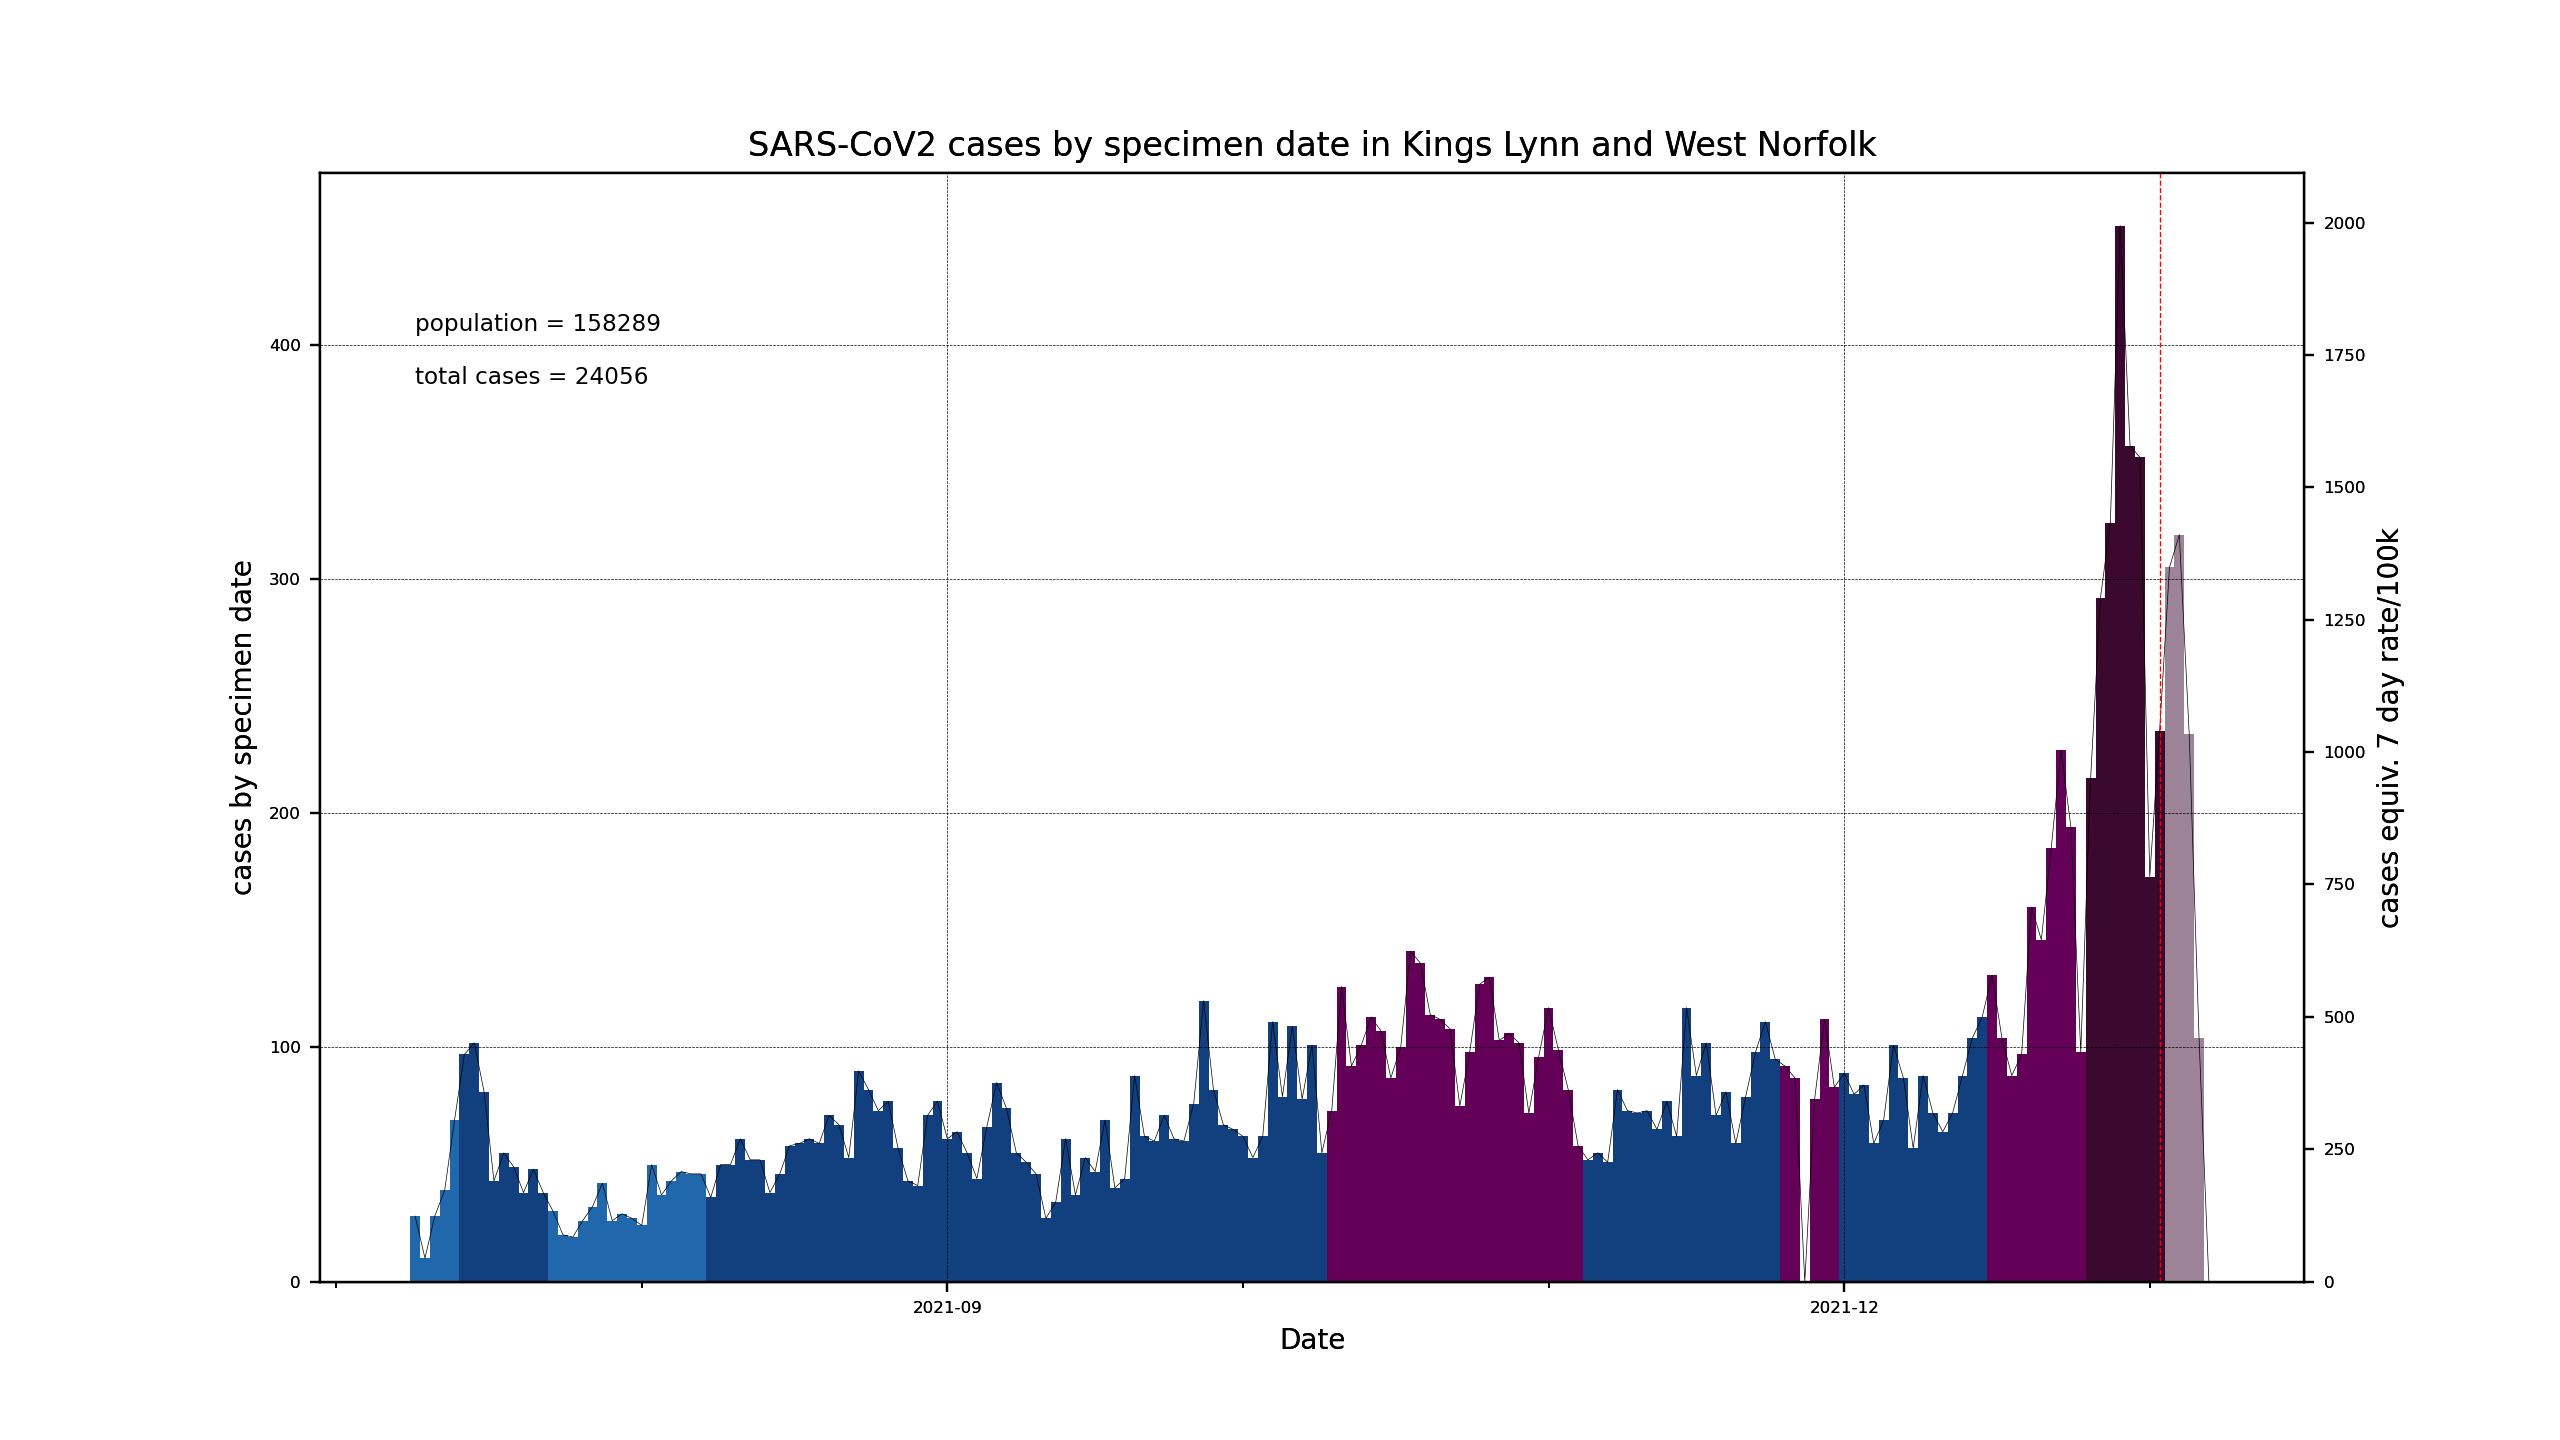 SARS-CoV2 cases by specimen date in Kings Lynn and West Norfolk
population = 158289
total cases = 24056
cases by specimen date
400
300
200
100
0
2000
1750
1500
1250
1000
750
500
250
0
cases equiv. 7 day rate/100k
2021-09
2021-12
Date